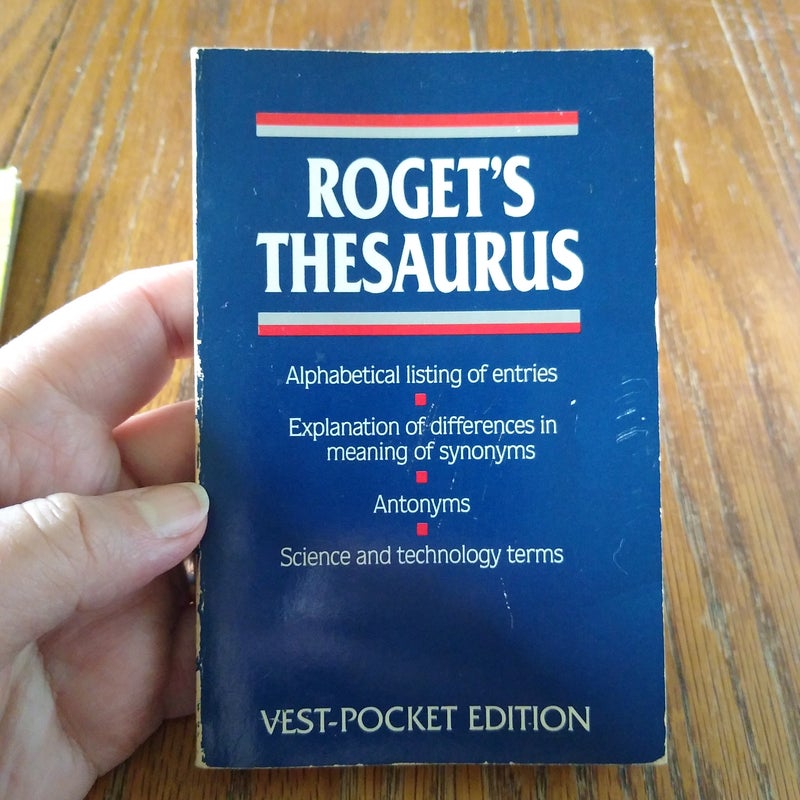 ROGET'S
THESAURUS
Alphabetical listing of entries
Explanation of differences in
meaning of synonyms
Antonyms
Science and technology terms
VEST-POCKET EDITION